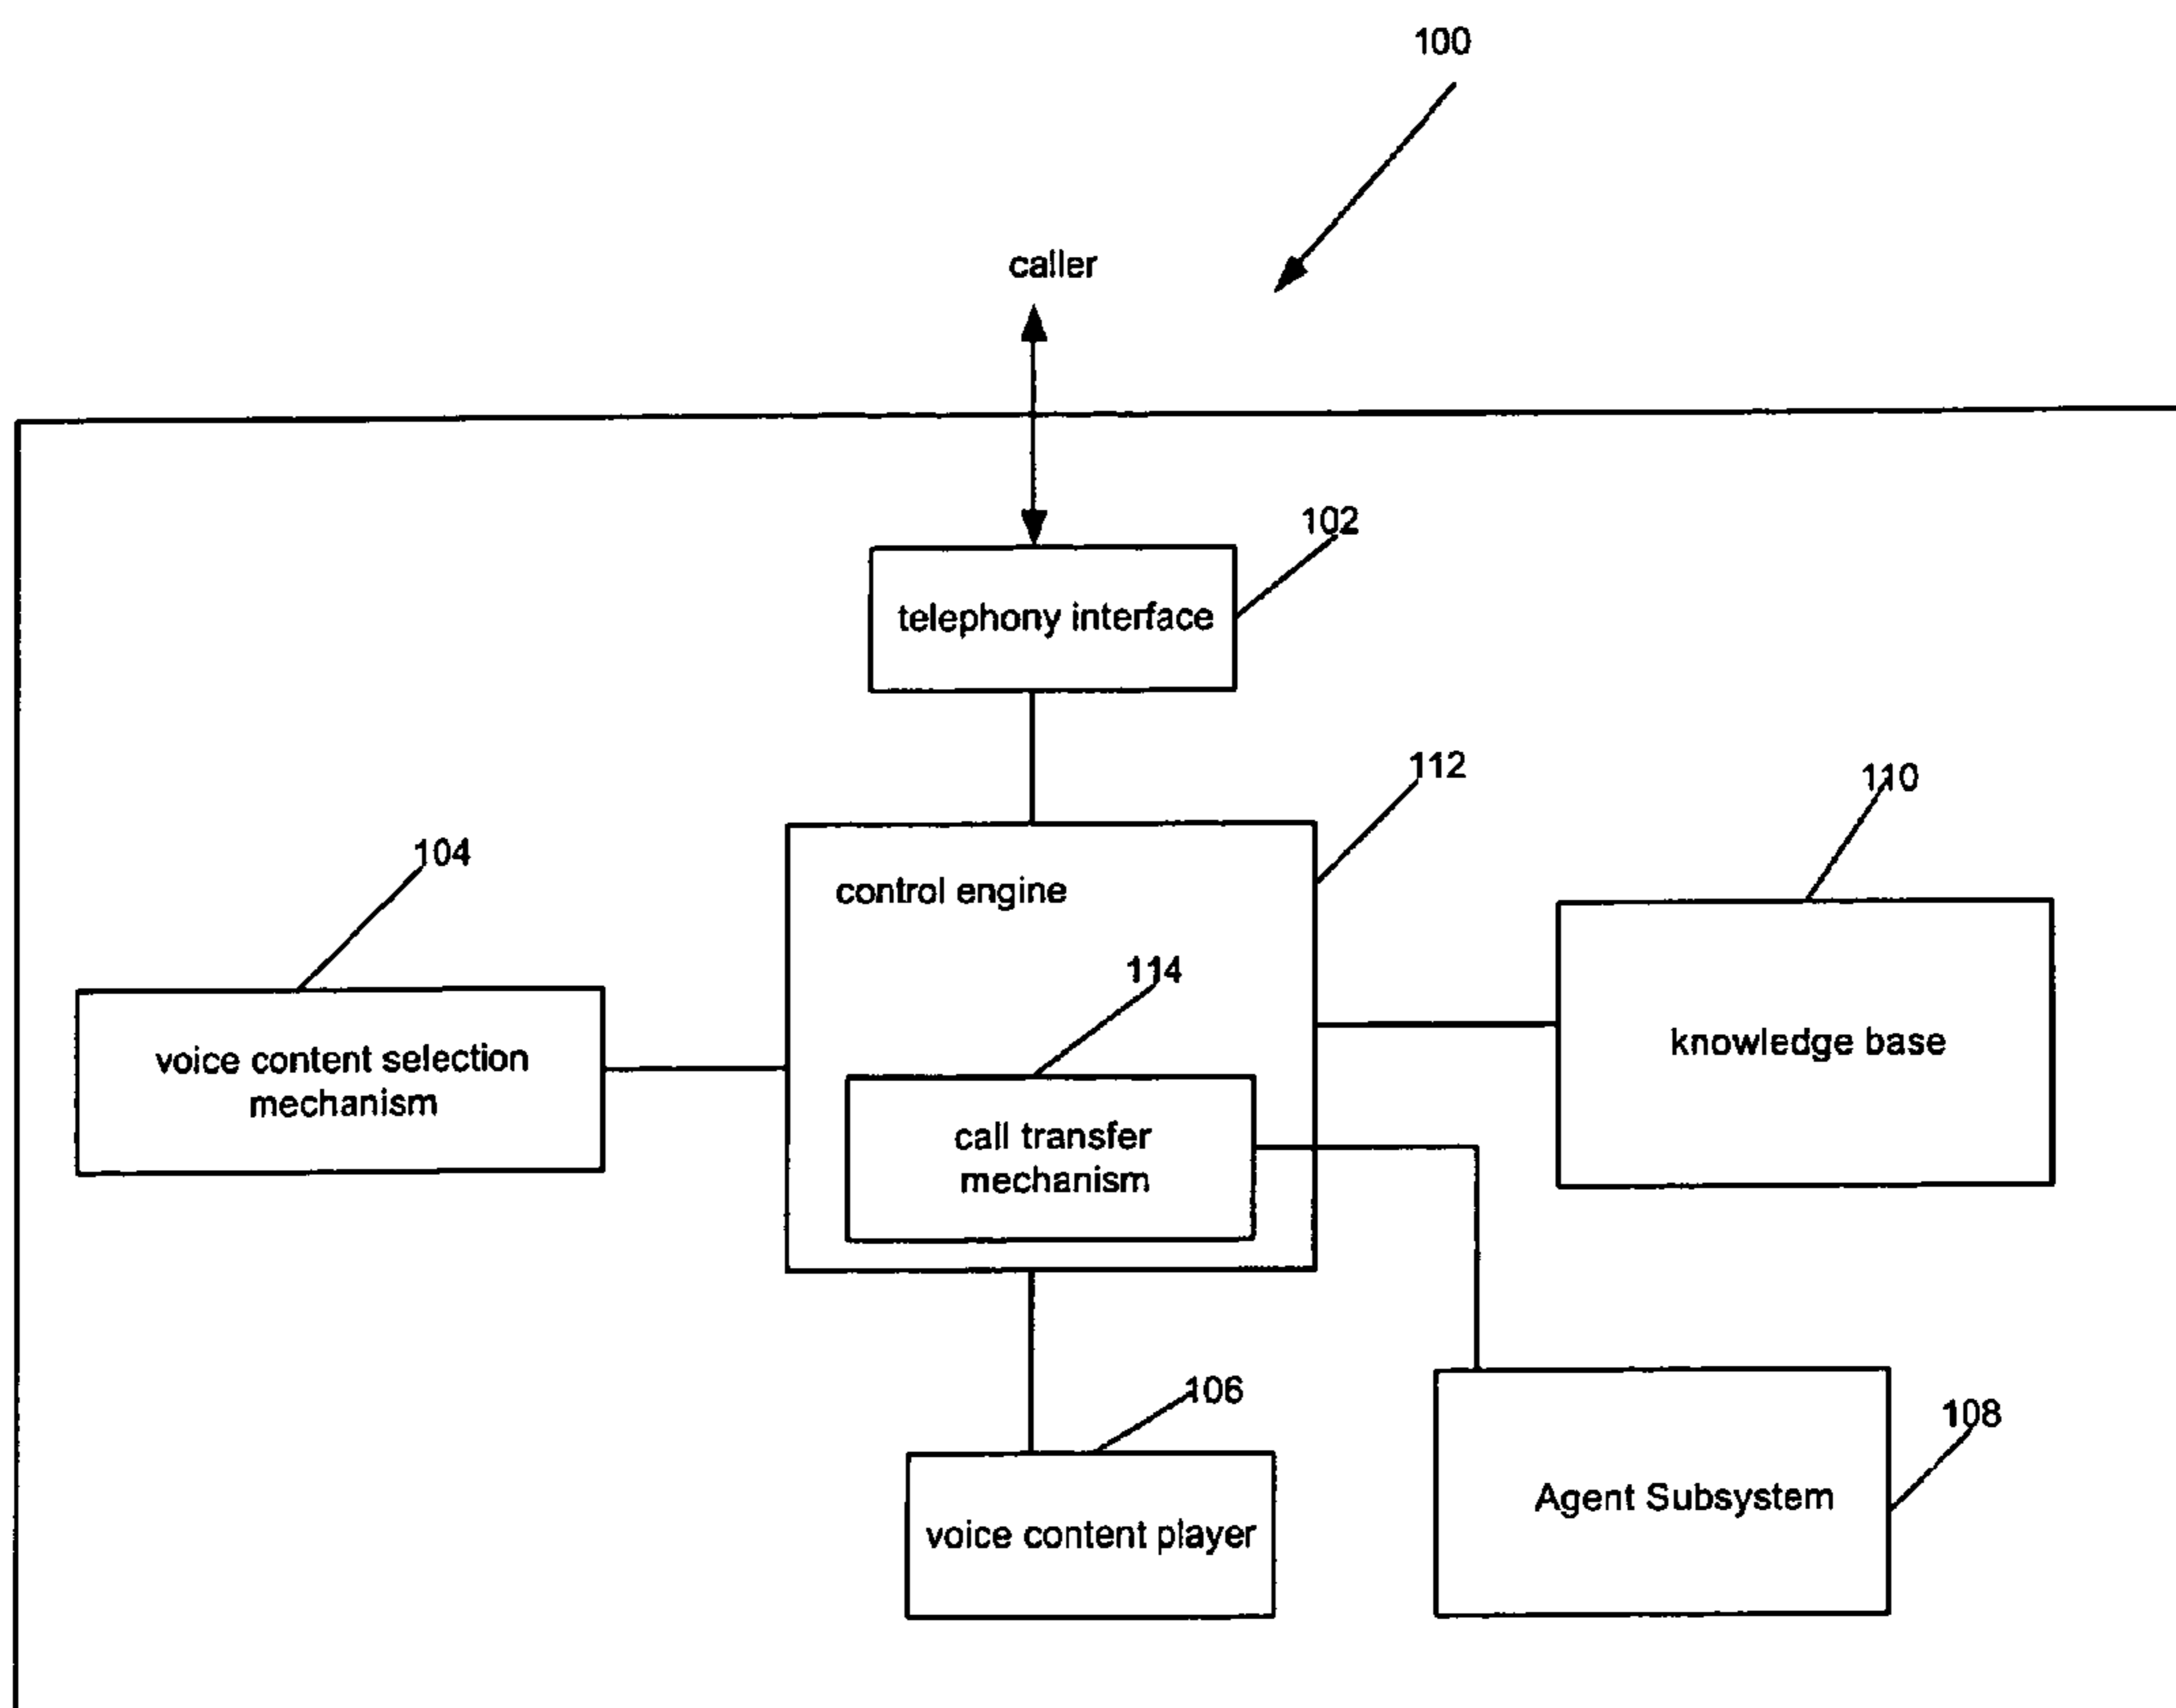 100
caller
102
telephony interface
112
110
104
control engine
114
voice content selection
mechanism
knowledge base
call transfer
mechanism
106
108
Agent Subsystem
voice content player